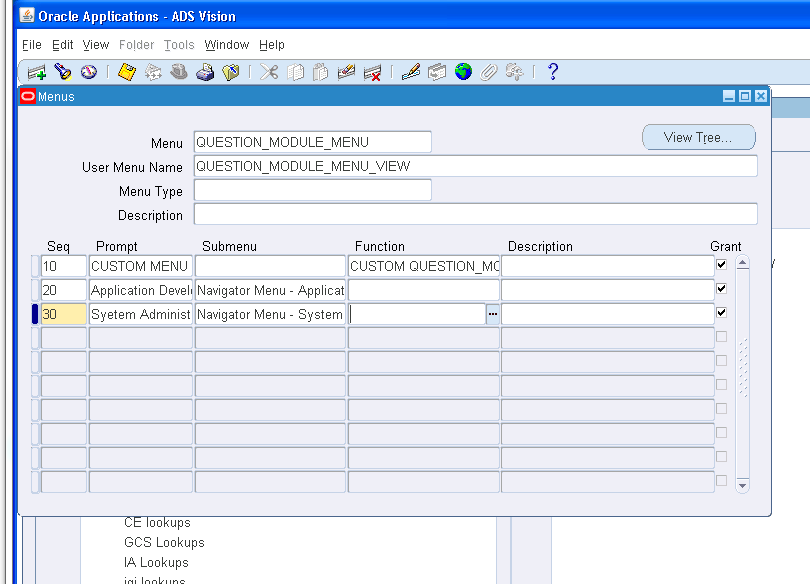 Oracle Applications - ADS Vision
File Edit View Folder Tools Window Help
Menus
Menu QUESTION_MODULE_MENU View Tree...
User Menu Name QUESTION_MODULE_MENU_VIEW
Menu Type
Description
Seq Prompt Submenu Function Description Grant
10 CUSTOM MENU CUSTOM QUESTION_MO
20 Application Devel Navigator Menu - Applicat
30 Syetem Administ Navigator Menu - System ...
CE lookups
GCS Lookups
IA Lookups
igi lookups